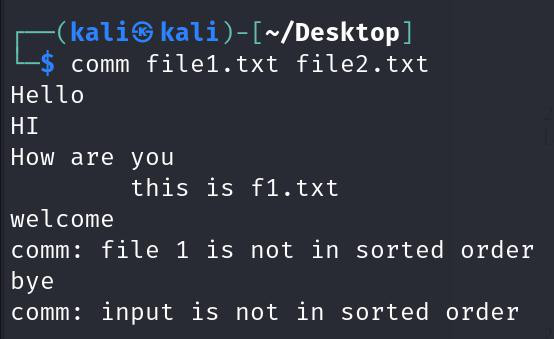 ┌──(kali㉿kali)-[~/Desktop]
└─$ comm file1.txt file2.txt
Hello
HI
How are you
        this is f1.txt
welcome
comm: file 1 is not in sorted order
bye
comm: input is not in sorted order